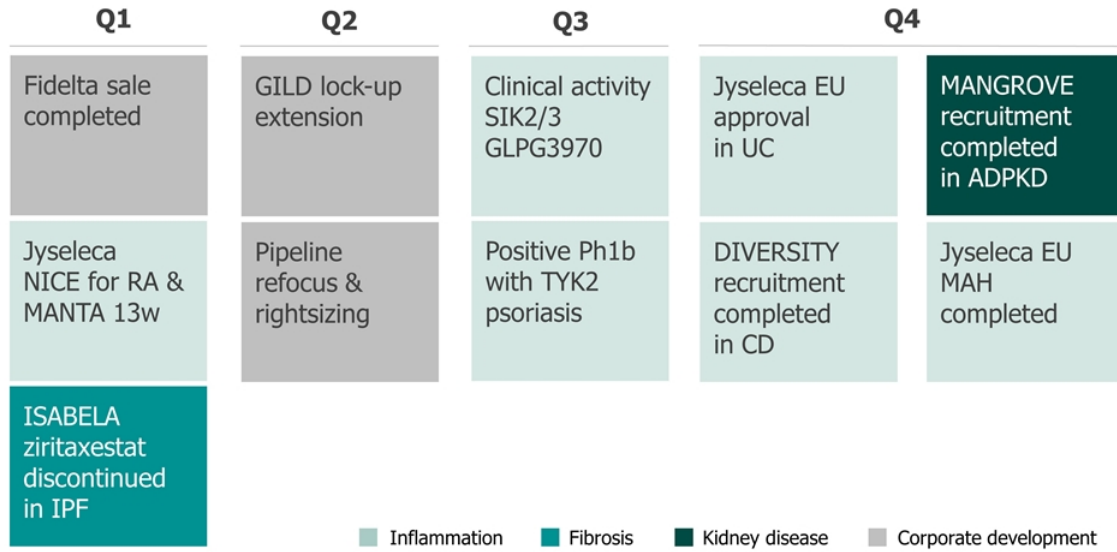 Q1
Q2
Q3
Q4
Fidelta sale
completed
GILD lock-up
extension
Clinical activity
SIK2/3
GLPG3970
Jyseleca EU
approval
in UC
MANGROVE
recruitment
completed
in ADPKD
Jyseleca
NICE for RA &
MANTA 13w
Pipeline
refocus &
rightsizing
Positive Ph1b
with TYK2
psoriasis
DIVERSITY
recruitment
completed
in CD
Jyseleca EU
MAH
completed
ISABELA
ziritaxestat
discontinued
in IPF
Inflammation
Fibrosis
Kidney disease
Corporate development